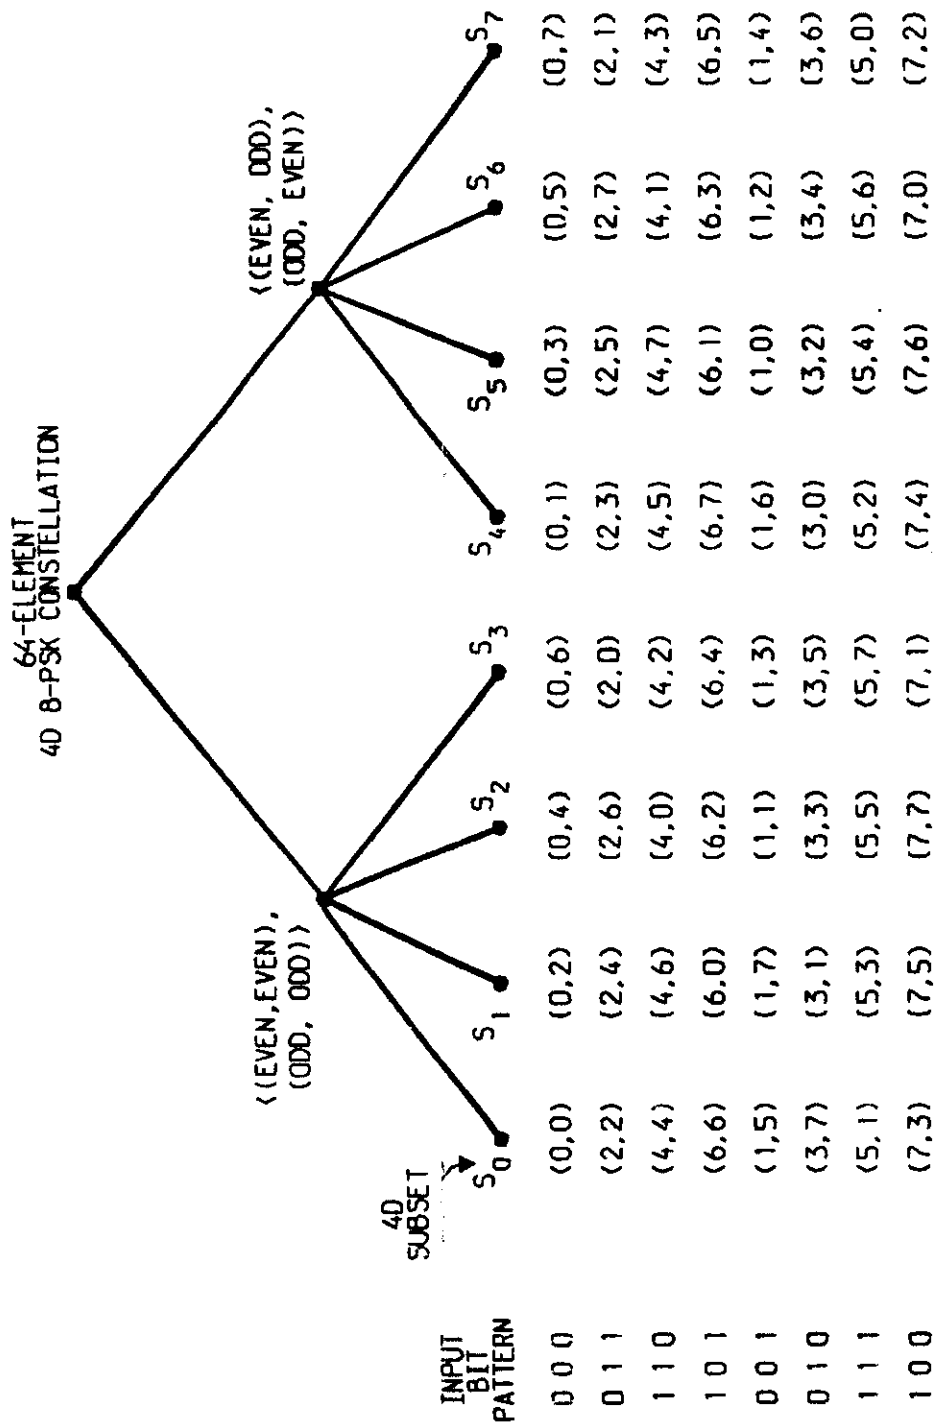 64-ELEMENT
4D 8-PSK CONSTELLATION
<((EVEN,EVEN),
(ODD, ODD)>
<((EVEN, ODD),
(ODD, EVEN)>
4D
SUBSET
S0 S1 S2 S3 S4 S5 S6 S7
INPUT
BIT
PATTERN
0 0 0 (0,0) (0,2) (0,4) (0,6) (0,1) (0,3) (0,5) (0,7)
0 1 1 (2,2) (2,4) (2,6) (2,0) (2,3) (2,5) (2,7) (2,1)
1 1 0 (4,4) (4,6) (4,0) (4,2) (4,5) (4,7) (4,1) (4,3)
1 0 1 (6,6) (6,0) (6,2) (6,4) (6,7) (6,1) (6,3) (6,5)
0 0 1 (1,5) (1,7) (1,1) (1,3) (1,6) (1,0) (1,2) (1,4)
0 1 0 (3,7) (3,1) (3,3) (3,5) (3,0) (3,2) (3,4) (3,6)
1 1 1 (5,1) (5,3) (5,5) (5,7) (5,2) (5,4) (5,6) (5,0)
1 0 0 (7,3) (7,5) (7,7) (7,1) (7,4) (7,6) (7,0) (7,2)